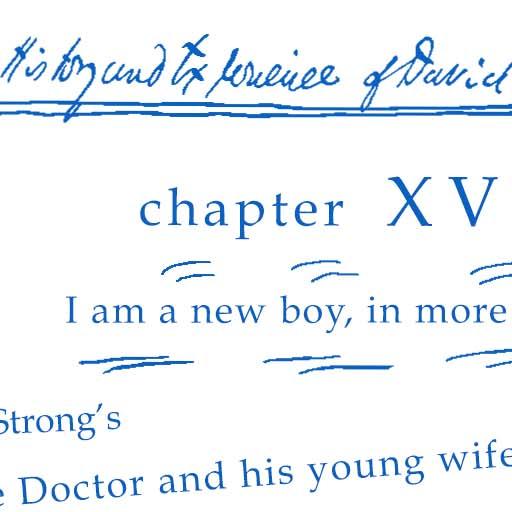 History and Experience of David
chapter XV
I am a new boy, in more
Strong's
e Doctor and his young wife